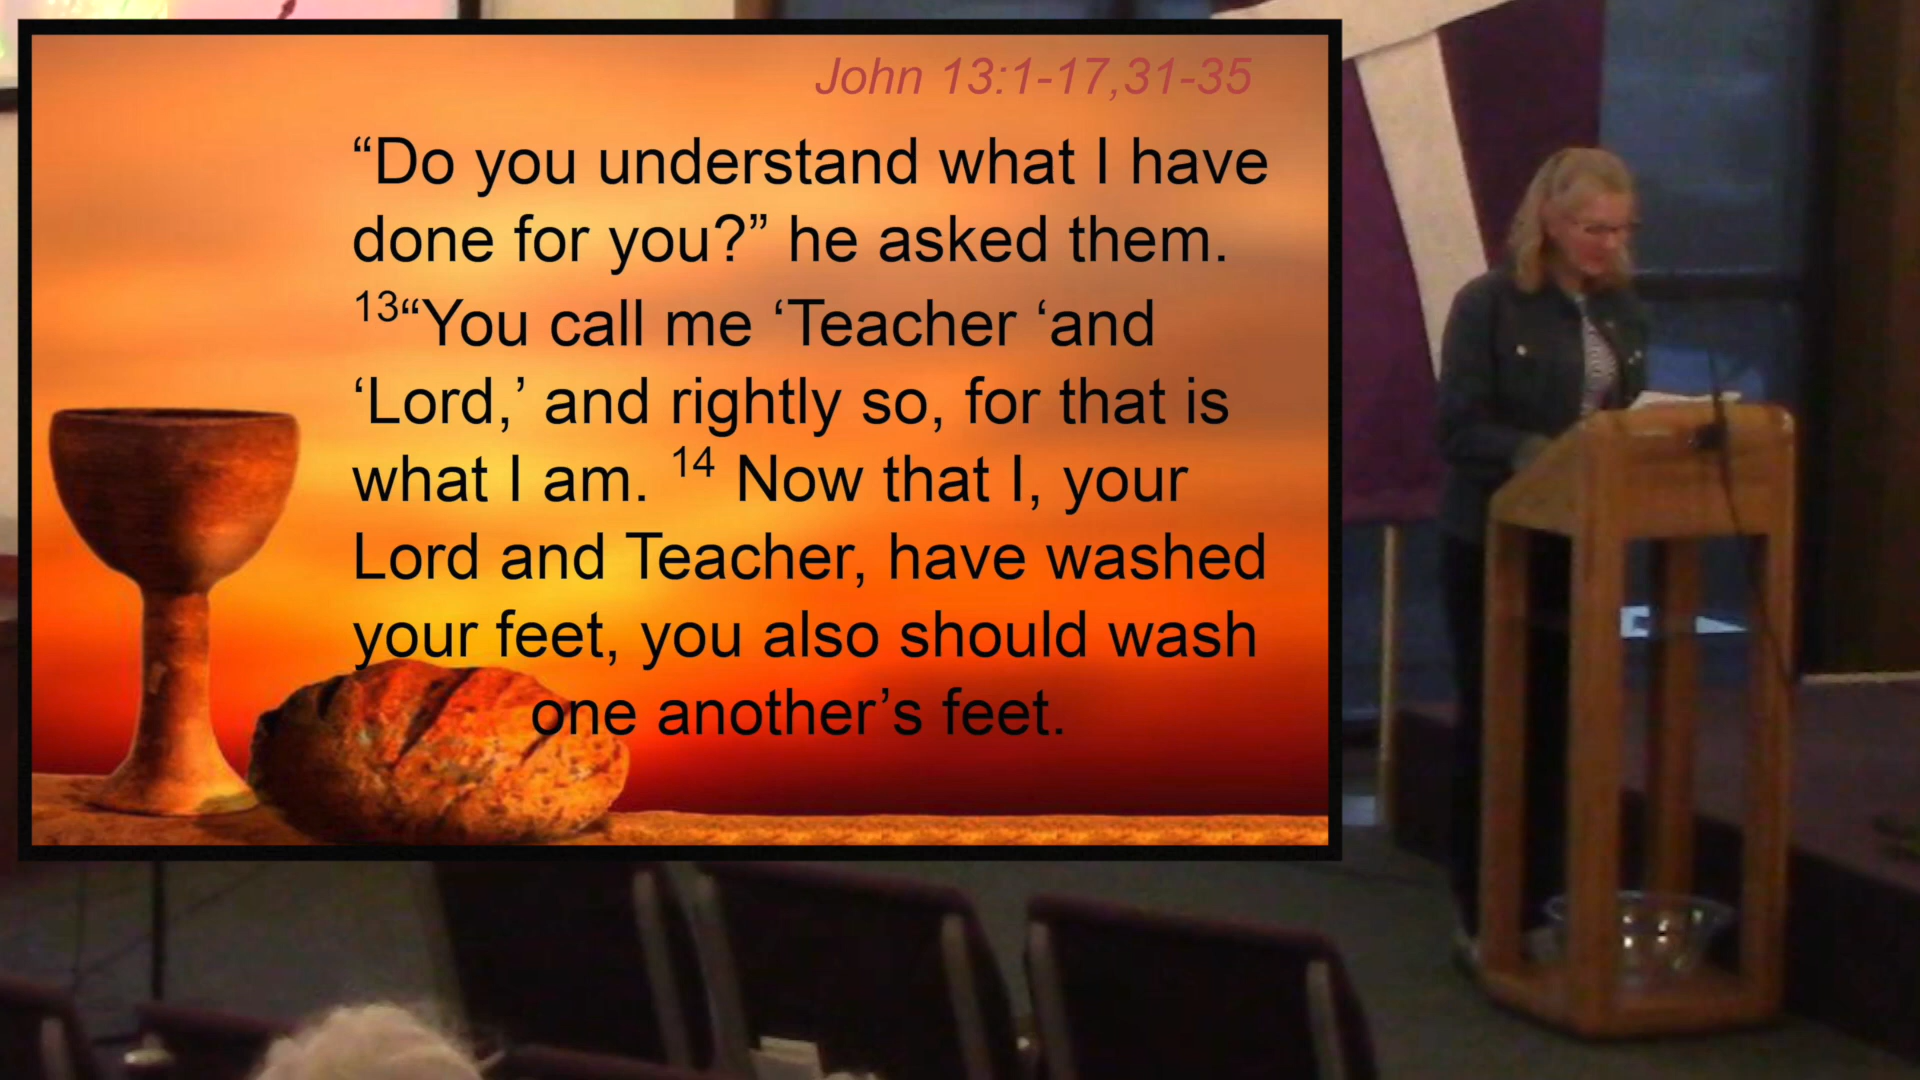 John 13:1-17,31-35
“Do you understand what I have
done for you?” he asked them.
13“You call me ‘Teacher ‘and
‘Lord,’ and rightly so, for that is
what I am. 14 Now that I, your
Lord and Teacher, have washed
your feet, you also should wash
one another’s feet.